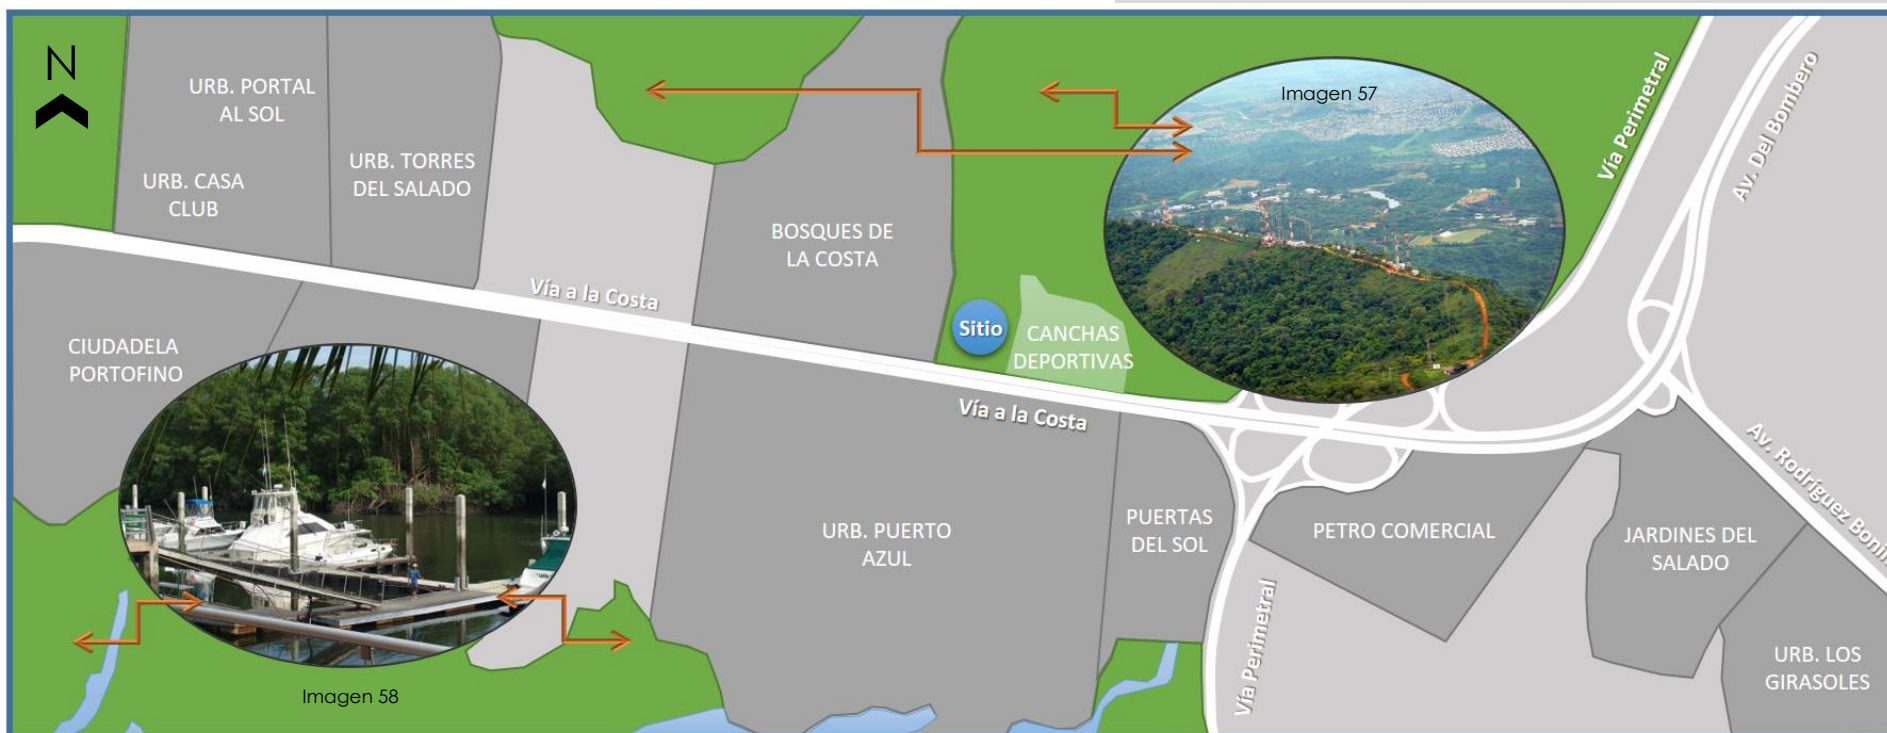 N
URB. PORTAL
AL SOL
URB. CASA
CLUB
URB. TORRES
DEL SALADO
BOSQUES DE
LA COSTA
Imagen 57
Vía Perimetral
Av. Del Bombero
Vía a la Costa
Sitio
CANCHAS
DEPORTIVAS
CIUDADELA
PORTOFINO
Vía a la Costa
URB. PUERTO
AZUL
PUERTAS
DEL SOL
PETRO COMERCIAL
Av. Rodríguez Bonin
JARDINES DEL
SALADO
Vía Perimetral
URB. LOS
GIRASOLES
Imagen 58